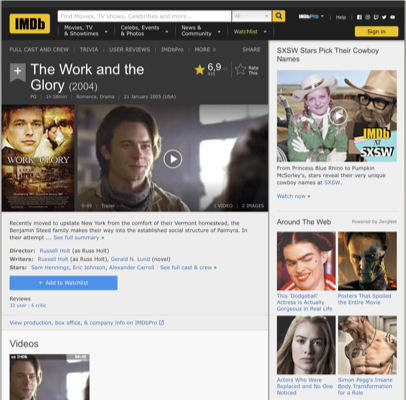 IMDb
Find Movies, TV shows, Celebrities and more...
All
IMDbPro
Help
Movies, TV & Showtimes
Celebs, Events & Photos
News & Community
Watchlist
Sign in
FULL CAST AND CREW | TRIVIA | USER REVIEWS | IMDbPro | MORE
SHARE
The Work and the Glory (2004)
6,9
Rate This
PG | 1h 58min | Romance, Drama | 21 January 2005 (USA)
WORK AND THE GLORY
Trailer
1 VIDEO | 2 IMAGES
Recently moved to upstate New York from the comfort of their Vermont homestead, the
Benjamin Steed family makes their way into the established social structure of Palmyra. In
their attempt ... See full summary »
Director: Russell Holt (as Russ Holt)
Writers: Russell Holt (as Russ Holt), Gerald N. Lund (novel)
Stars: Sam Hennings, Eric Johnson, Alexander Carroll | See full cast & crew »
+ Add to Watchlist
Reviews
33 user | 6 critic
View production, box office, & company info on IMDbPro
Videos
SXSW Stars Pick Their Cowboy
Names
IMDb
SXSW
From Princess Blue Rhino to Pumpkin
McSorley's, stars reveal their very unique
cowboy names at SXSW.
Watch now »
Around The Web
Powered by ZergNet
This 'Dodgeball'
Actress is Actually
Gorgeous in Real Life
Posters That Spoiled
the Entire Movie
Actors Who Were
Replaced and No One
Noticed
Simon Pegg's Insane
Body Transformation
for a Role